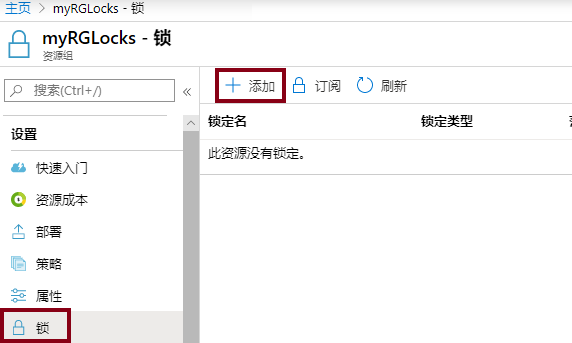 主页 > myRGLocks - 锁
myRGLocks - 锁
资源组
搜索(Ctrl+/)
«
添加
订阅
刷新
设置
快速入门
资源成本
部署
策略
属性
锁
锁定名
锁定类型
此资源没有锁定。